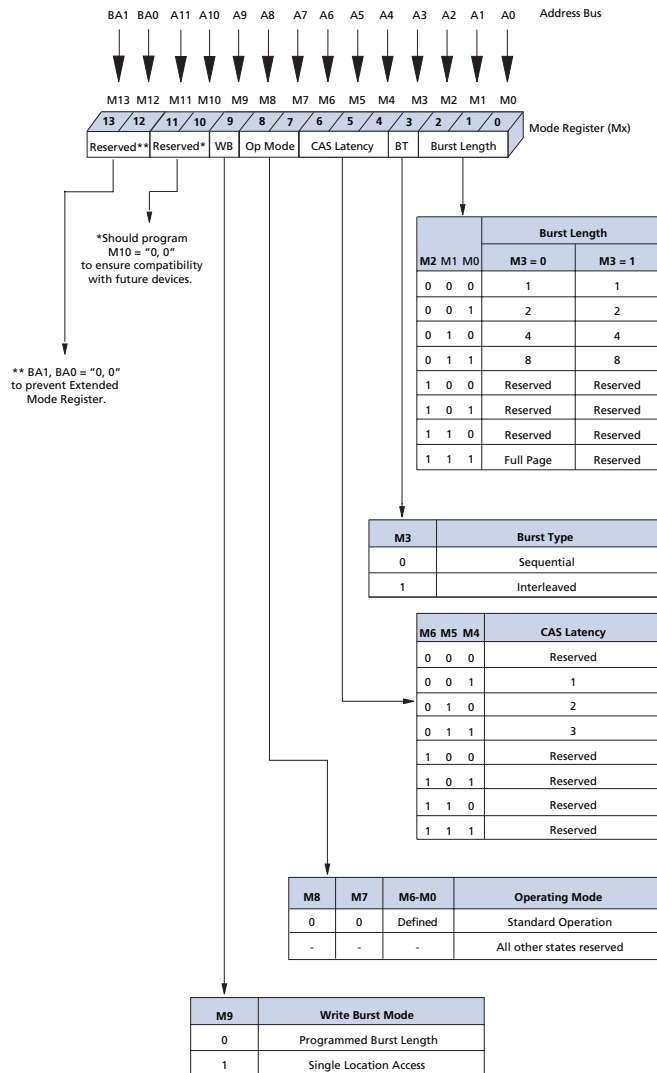 BA1 BA0 A11 A10 A9 A8 A7 A6 A5 A4 A3 A2 A1 A0 Address Bus
M13 M12 M11 M10 M9 M8 M7 M6 M5 M4 M3 M2 M1 M0
13 12 11 10 9 8 7 6 5 4 3 2 1 0 Mode Register (Mx)
Reserved** Reserved* WB Op Mode CAS Latency BT Burst Length
*Should program
M10 = “0, 0”
to ensure compatibility
with future devices.
** BA1, BA0 = “0, 0”
to prevent Extended
Mode Register.
Burst Length
M2 M1 M0 M3 = 0 M3 = 1
0 0 0 1 1
0 0 1 2 2
0 1 0 4 4
0 1 1 8 8
1 0 0 Reserved Reserved
1 0 1 Reserved Reserved
1 1 0 Reserved Reserved
1 1 1 Full Page Reserved
M3 Burst Type
0 Sequential
1 Interleaved
M6 M5 M4 CAS Latency
0 0 0 Reserved
0 0 1 1
0 1 0 2
0 1 1 3
1 0 0 Reserved
1 0 1 Reserved
1 1 0 Reserved
1 1 1 Reserved
M8 M7 M6-M0 Operating Mode
0 0 Defined Standard Operation
- - - All other states reserved
M9 Write Burst Mode
0 Programmed Burst Length
1 Single Location Access